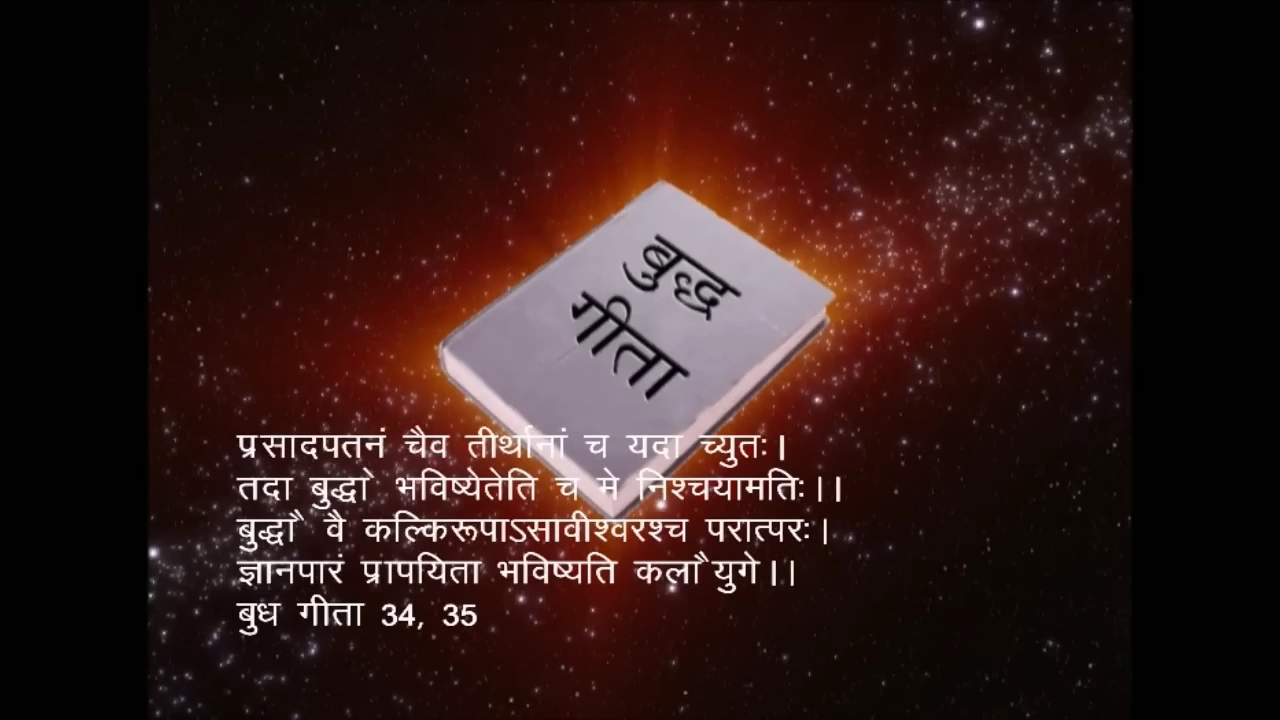 बुद्ध
गीता
प्रसादपतनं चैव तीर्थानां च यदा च्युतः।
तदा बुद्धाे भविष्येतेति च मे निश्चयामतिः।।
बुद्धाै वै कल्किरूपाऽसावीश्वरश्च परात्परः।
ज्ञानपारं प्रापयिता भविष्यति कलाै युगे।।
बुध गीता 34, 35